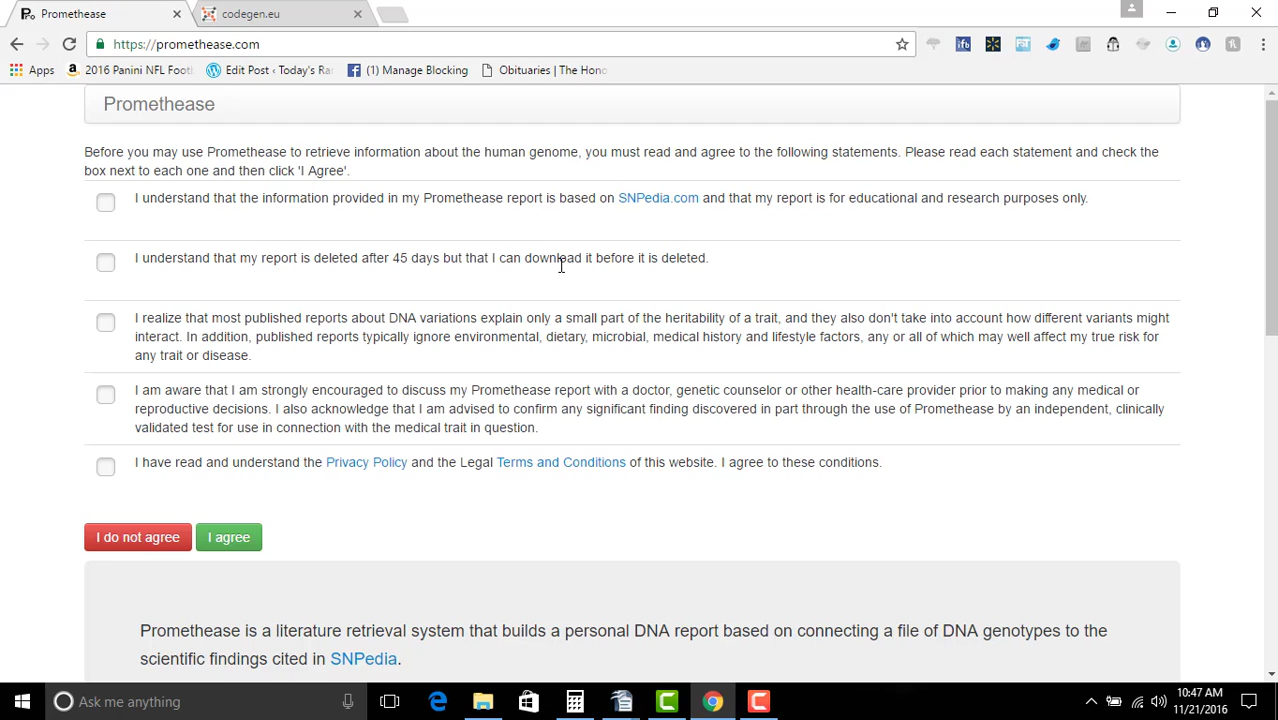 Promethease
codegen.eu
https://promethease.com
Apps
2016 Panini NFL Foot
Edit Post ‹ Today's Ra
(1) Manage Blocking
Obituaries | The Hono
Promethease
Before you may use Promethease to retrieve information about the human genome, you must read and agree to the following statements. Please read each statement and check the
box next to each one and then click 'I Agree'.
I understand that the information provided in my Promethease report is based on SNPedia.com and that my report is for educational and research purposes only.
I understand that my report is deleted after 45 days but that I can download it before it is deleted.
I realize that most published reports about DNA variations explain only a small part of the heritability of a trait, and they also don't take into account how different variants might
interact. In addition, published reports typically ignore environmental, dietary, microbial, medical history and lifestyle factors, any or all of which may well affect my true risk for
any trait or disease.
I am aware that I am strongly encouraged to discuss my Promethease report with a doctor, genetic counselor or other health-care provider prior to making any medical or
reproductive decisions. I also acknowledge that I am advised to confirm any significant finding discovered in part through the use of Promethease by an independent, clinically
validated test for use in connection with the medical trait in question.
I have read and understand the Privacy Policy and the Legal Terms and Conditions of this website. I agree to these conditions.
I do not agree
I agree
Promethease is a literature retrieval system that builds a personal DNA report based on connecting a file of DNA genotypes to the
scientific findings cited in SNPedia.
Ask me anything
10:47 AM
11/21/2016